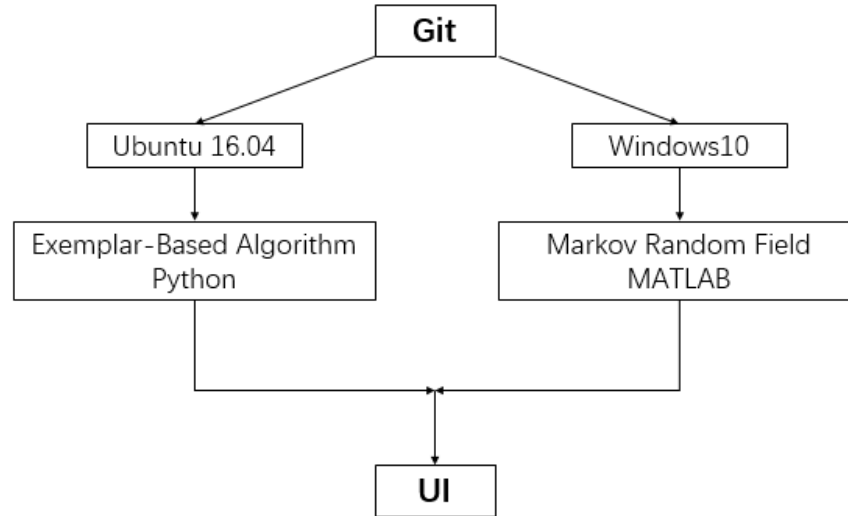 Git
Ubuntu 16.04
Windows10
Exemplar-Based Algorithm
Python
Markov Random Field
MATLAB
UI